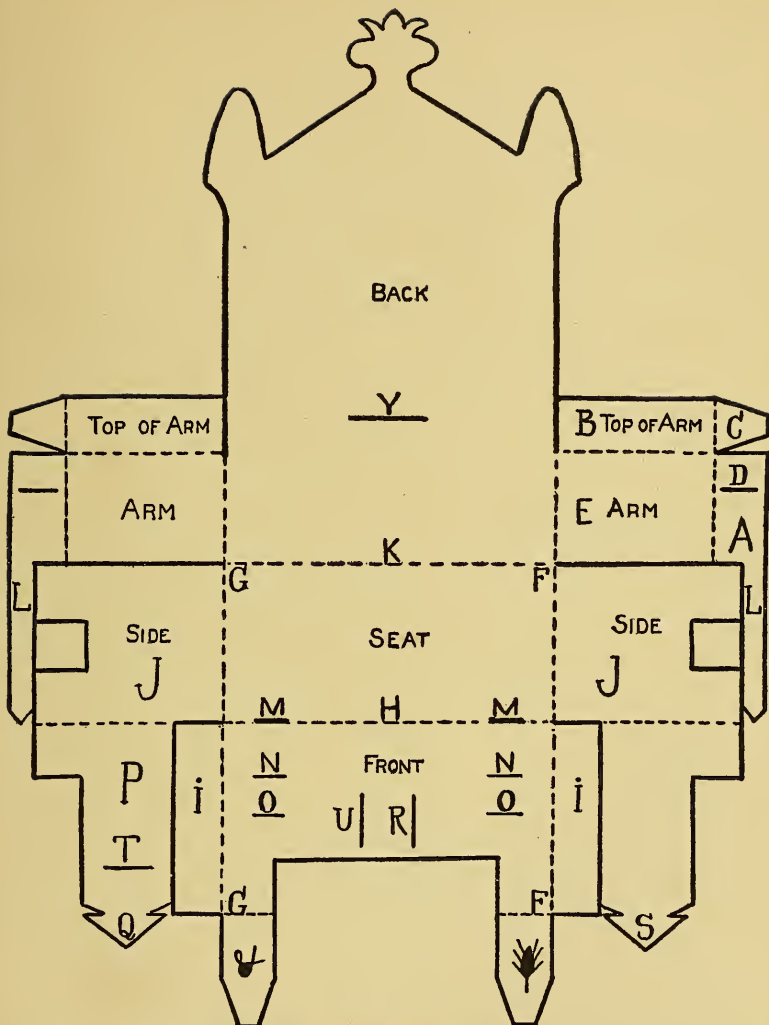 BACK
Y
TOP OF ARM B TOP OF ARM C
D
ARM E ARM A
K
G F
L SIDE SEAT SIDE L
J J
M H M
P N FRONT N
i O O i
U R
T
G F
Q S